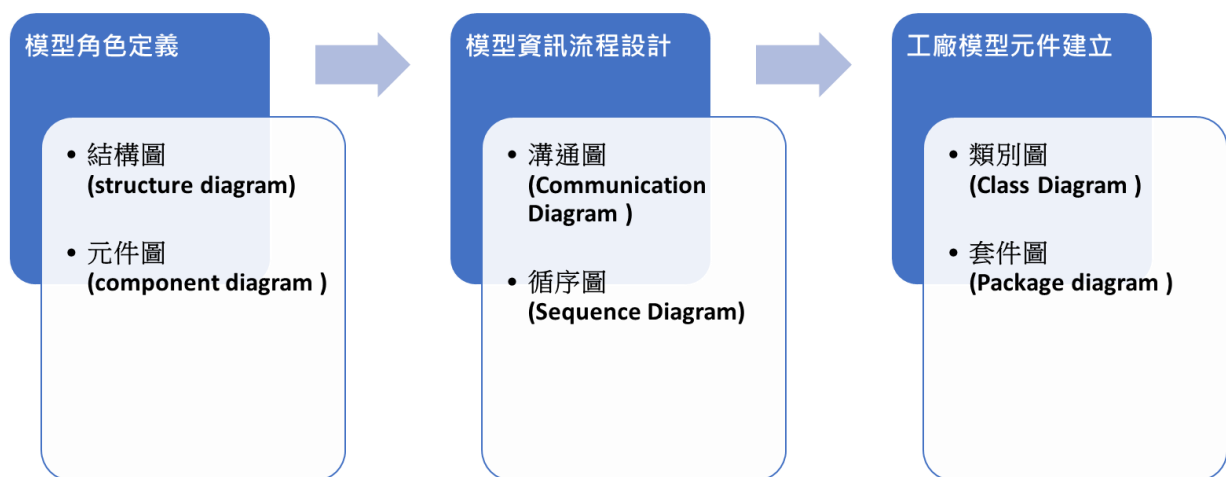 模型角色定義
• 結構圖
(structure diagram)
• 元件圖
(component diagram )
模型資訊流程設計
• 溝通圖
(Communication
Diagram )
• 循序圖
(Sequence Diagram)
工廠模型元件建立
• 類別圖
(Class Diagram )
• 套件圖
(Package diagram )